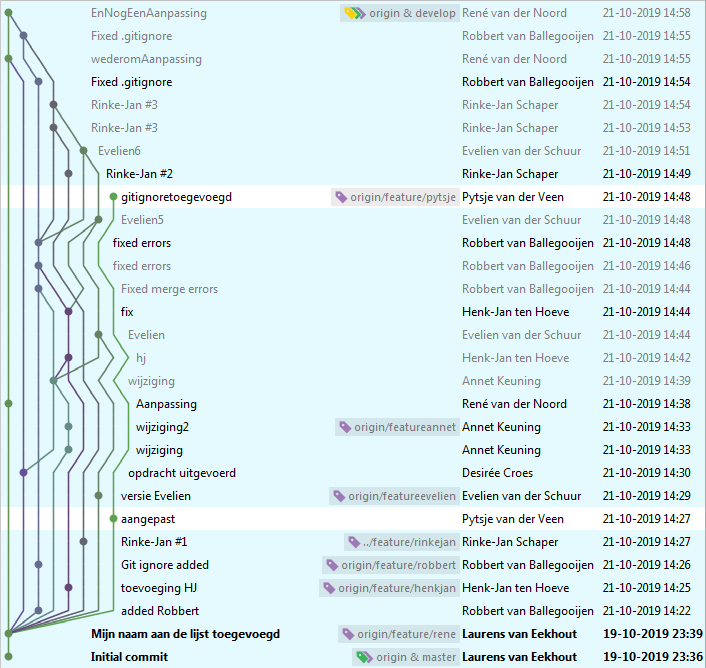 EnNogEenAanpassing origin & develop René van der Noord 21-10-2019 14:58
Fixed .gitignore Robbert van Ballegooijen 21-10-2019 14:55
wederomAanpassing René van der Noord 21-10-2019 14:55
Fixed .gitignore Robbert van Ballegooijen 21-10-2019 14:54
Rinke-Jan #3 Rinke-Jan Schaper 21-10-2019 14:54
Rinke-Jan #3 Rinke-Jan Schaper 21-10-2019 14:53
Evelien6 Evelien van der Schuur 21-10-2019 14:51
Rinke-Jan #2 Rinke-Jan Schaper 21-10-2019 14:49
gitignoretoegevoegd origin/feature/pytsje Pytsje van der Veen 21-10-2019 14:48
Evelien5 Evelien van der Schuur 21-10-2019 14:48
fixed errors Robbert van Ballegooijen 21-10-2019 14:48
fixed errors Robbert van Ballegooijen 21-10-2019 14:46
Fixed merge errors Robbert van Ballegooijen 21-10-2019 14:44
fix Henk-Jan ten Hoeve 21-10-2019 14:44
Evelien Evelien van der Schuur 21-10-2019 14:44
hj Henk-Jan ten Hoeve 21-10-2019 14:42
wijziging Annet Keuning 21-10-2019 14:39
Aanpassing René van der Noord 21-10-2019 14:38
wijziging2 origin/featureannet Annet Keuning 21-10-2019 14:33
wijziging Annet Keuning 21-10-2019 14:33
opdracht uitgevoerd Desirée Croes 21-10-2019 14:30
versie Evelien origin/featureevelien Evelien van der Schuur 21-10-2019 14:29
aangepast Pytsje van der Veen 21-10-2019 14:27
Rinke-Jan #1 ../feature/rinkejan Rinke-Jan Schaper 21-10-2019 14:27
Git ignore added origin/feature/robbert Robbert van Ballegooijen 21-10-2019 14:26
toevoeging HJ origin/feature/henkjan Henk-Jan ten Hoeve 21-10-2019 14:25
added Robbert Robbert van Ballegooijen 21-10-2019 14:22
Mijn naam aan de lijst toegevoegd origin/feature/rene Laurens van Eekhout 19-10-2019 23:39
Initial commit origin & master Laurens van Eekhout 19-10-2019 23:36